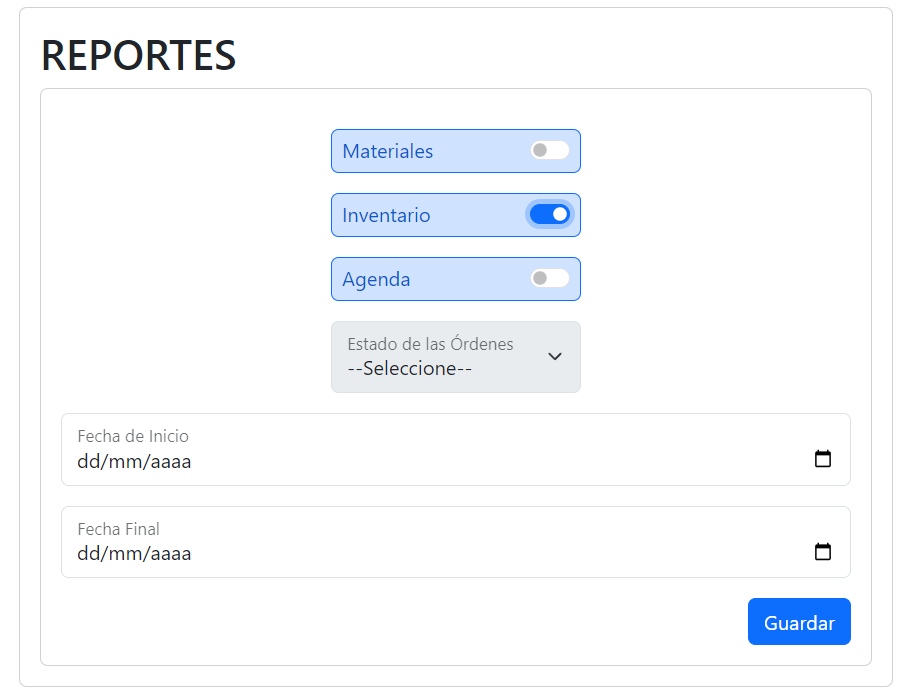 REPORTES
Materiales
Inventario
Agenda
Estado de las Órdenes
--Seleccione--
Fecha de Inicio
dd/mm/aaaa
Fecha Final
dd/mm/aaaa
Guardar